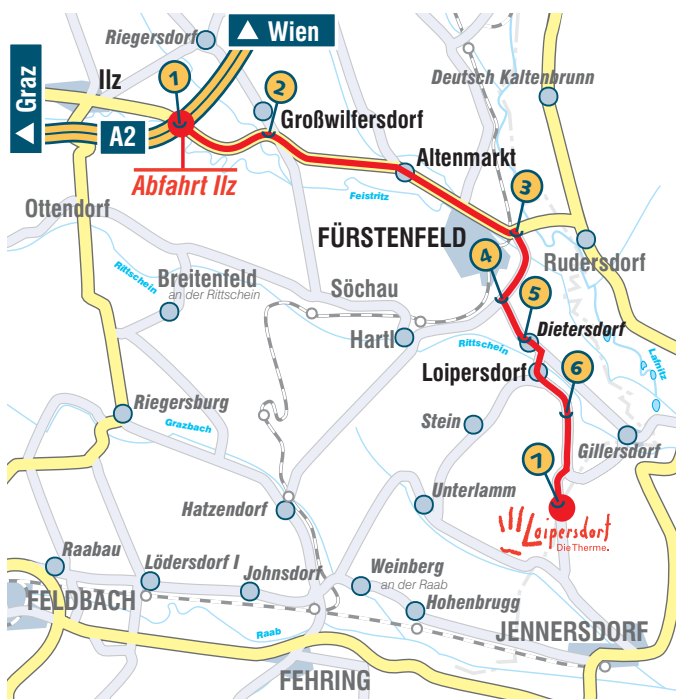 Riegersdorf
▲ Wien
◀ Graz
Ilz
1
2
A2
Großwilfersdorf
Deutsch Kaltenbrunn
Abfahrt Ilz
Altenmarkt
Feistritz
3
Ottendorf
FÜRSTENFELD
4
Rudersdorf
Rittschein
Breitenfeld
an der Rittschein
Söchau
5
Dietersdorf
Hartl
Rittschein
Lafnitz
Loipersdorf
6
Riegersburg
Grazbach
Stein
Gillersdorf
7
Unterlamm
Hatzendorf
Loipersdorf
Die Therme.
Raabau
Lödersdorf I
Johnsdorf
Weinberg
an der Raab
FELDBACH
Hohenbrugg
Raab
JENNERSDORF
FEHRING